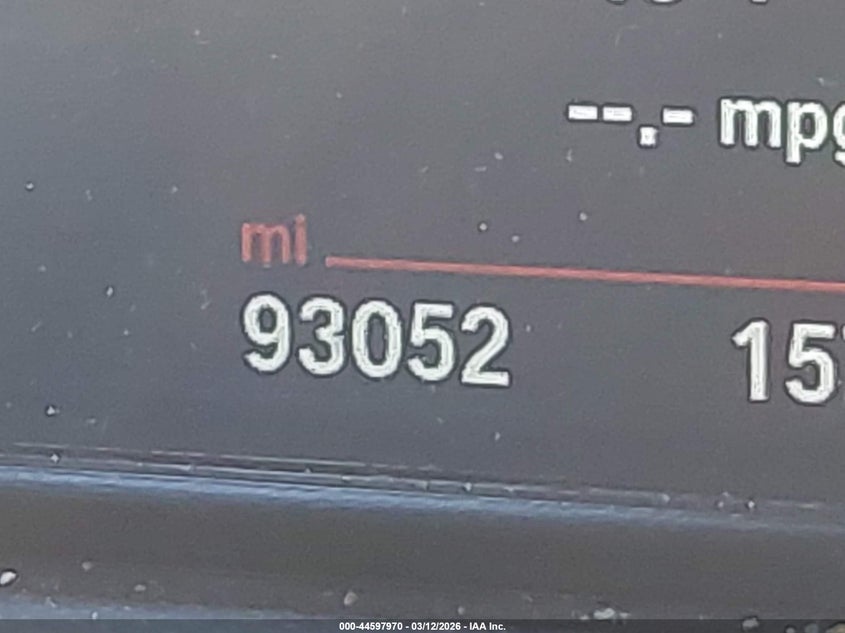 --.- mpg
mi
93052 15
000-44597970 - 03/12/2026 - IAA Inc.